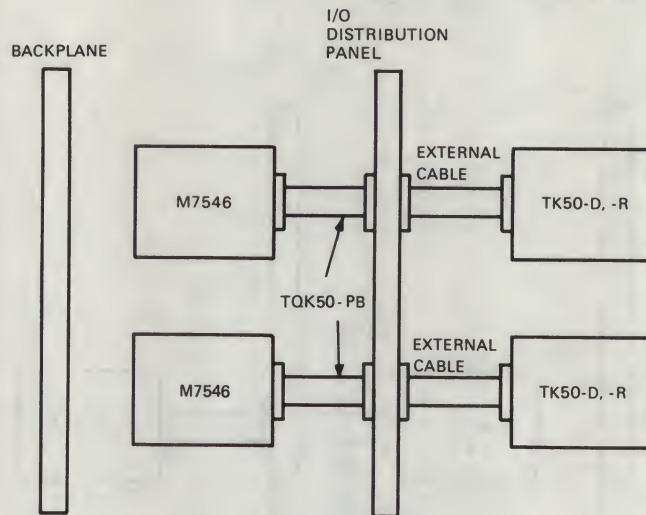 I/O
DISTRIBUTION
PANEL
BACKPLANE
EXTERNAL
CABLE
M7546
TK50-D, -R
TQK50-PB
EXTERNAL
CABLE
M7546
TK50-D, -R